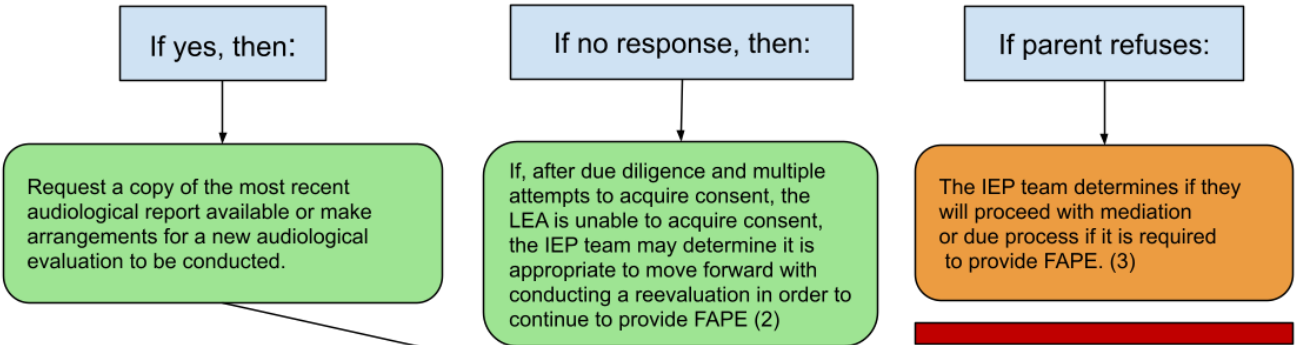 If yes, then:
If no response, then:
If parent refuses:
Request a copy of the most recent
audiological report available or make
arrangements for a new audiological
evaluation to be conducted.
If, after due diligence and multiple
attempts to acquire consent, the
LEA is unable to acquire consent,
the IEP team may determine it is
appropriate to move forward with
conducting a reevaluation in order to
continue to provide FAPE (2)
The IEP team determines if they
will proceed with mediation
or due process if it is required
to provide FAPE. (3)